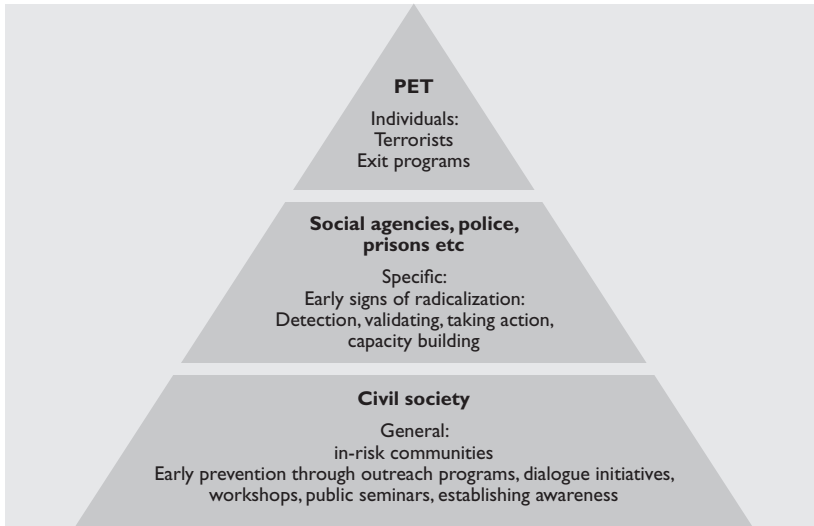 PET
Individuals:
Terrorists
Exit programs
Social agencies, police,
prisons etc
Specific:
Early signs of radicalization:
Detection, validating, taking action,
capacity building
Civil society
General:
in-risk communities
Early prevention through outreach programs, dialogue initiatives,
workshops, public seminars, establishing awareness